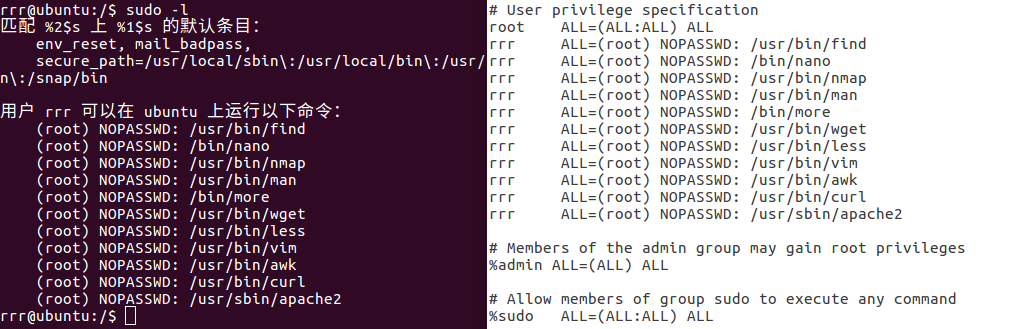 rrr@ubuntu:/$ sudo -l
匹配 %2$s 上 %1$s 的默认条目:
env_reset, mail_badpass,
secure_path=/usr/local/sbin\:/usr/local/bin\:/usr/
n\:/snap/bin
用户 rrr 可以在 ubuntu 上运行以下命令:
(root) NOPASSWD: /usr/bin/find
(root) NOPASSWD: /bin/nano
(root) NOPASSWD: /usr/bin/nmap
(root) NOPASSWD: /usr/bin/man
(root) NOPASSWD: /bin/more
(root) NOPASSWD: /usr/bin/wget
(root) NOPASSWD: /usr/bin/less
(root) NOPASSWD: /usr/bin/vim
(root) NOPASSWD: /usr/bin/awk
(root) NOPASSWD: /usr/bin/curl
(root) NOPASSWD: /usr/sbin/apache2
rrr@ubuntu:/$
# User privilege specification
root ALL=(ALL:ALL) ALL
rrr ALL=(root) NOPASSWD: /usr/bin/find
rrr ALL=(root) NOPASSWD: /bin/nano
rrr ALL=(root) NOPASSWD: /usr/bin/nmap
rrr ALL=(root) NOPASSWD: /usr/bin/man
rrr ALL=(root) NOPASSWD: /bin/more
rrr ALL=(root) NOPASSWD: /usr/bin/wget
rrr ALL=(root) NOPASSWD: /usr/bin/less
rrr ALL=(root) NOPASSWD: /usr/bin/vim
rrr ALL=(root) NOPASSWD: /usr/bin/awk
rrr ALL=(root) NOPASSWD: /usr/bin/curl
rrr ALL=(root) NOPASSWD: /usr/sbin/apache2
# Members of the admin group may gain root privileges
%admin ALL=(ALL) ALL
# Allow members of group sudo to execute any command
%sudo ALL=(ALL:ALL) ALL